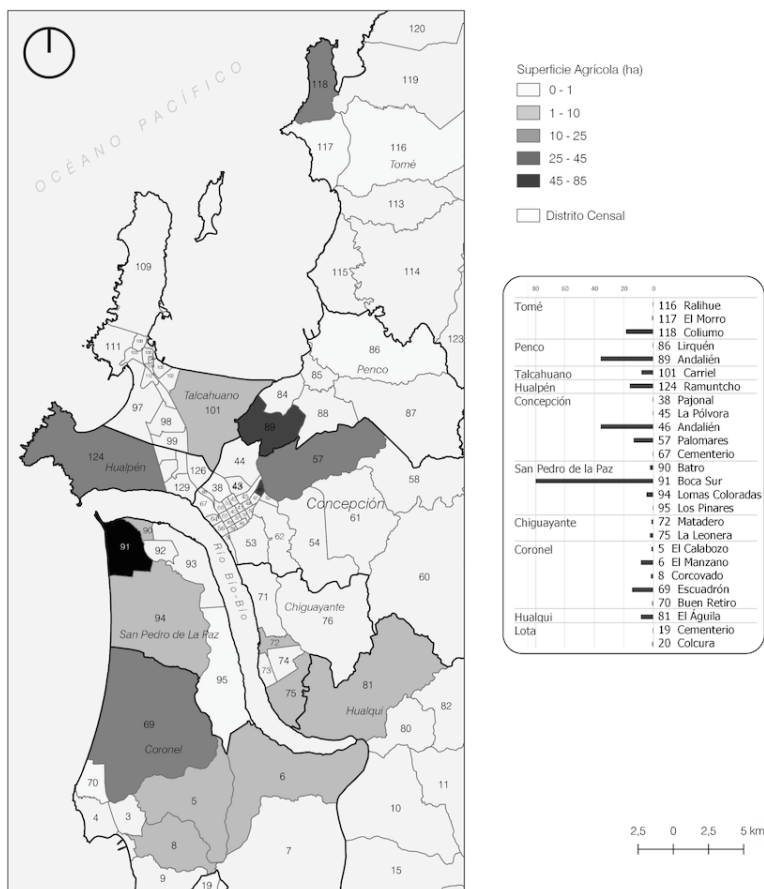 120
119
118
117
116
Tomé
113
115
114
123
OCÉANO PACÍFICO
109
111
86
Penco
85
84
88
87
97
98
99
Talcahuano
101
89
124
Hualpén
126
129
44
38
43
57
58
Concepción
61
53
62
54
60
91
90
92
93
94
San Pedro de La Paz
95
Río Bío-Bío
71
Chiguayante
76
72
73
74
75
81
Hualqui
82
80
69
Coronel
70
4
3
5
6
8
9
19
7
10
11
15
Superficie Agrícola (ha)
0 - 1
1 - 10
10 - 25
25 - 45
45 - 85
Distrito Censal
80 60 40 20 0
Tomé 116 Ralihue
117 El Morro
118 Coliumo
Penco 86 Lirquén
89 Andalién
Talcahuano 101 Carriel
Hualpén 124 Ramuntcho
Concepción 38 Pajonal
45 La Pólvora
46 Andalién
57 Palomares
67 Cementerio
San Pedro de la Paz 90 Batro
91 Boca Sur
94 Lomas Coloradas
95 Los Pinares
Chiguayante 72 Matadero
75 La Leonera
Coronel 5 El Calabozo
6 El Manzano
8 Corcovado
69 Escuadrón
70 Buen Retiro
Hualqui 81 El Águila
Lota 19 Cementerio
20 Colcura
2,5 0 2,5 5 km